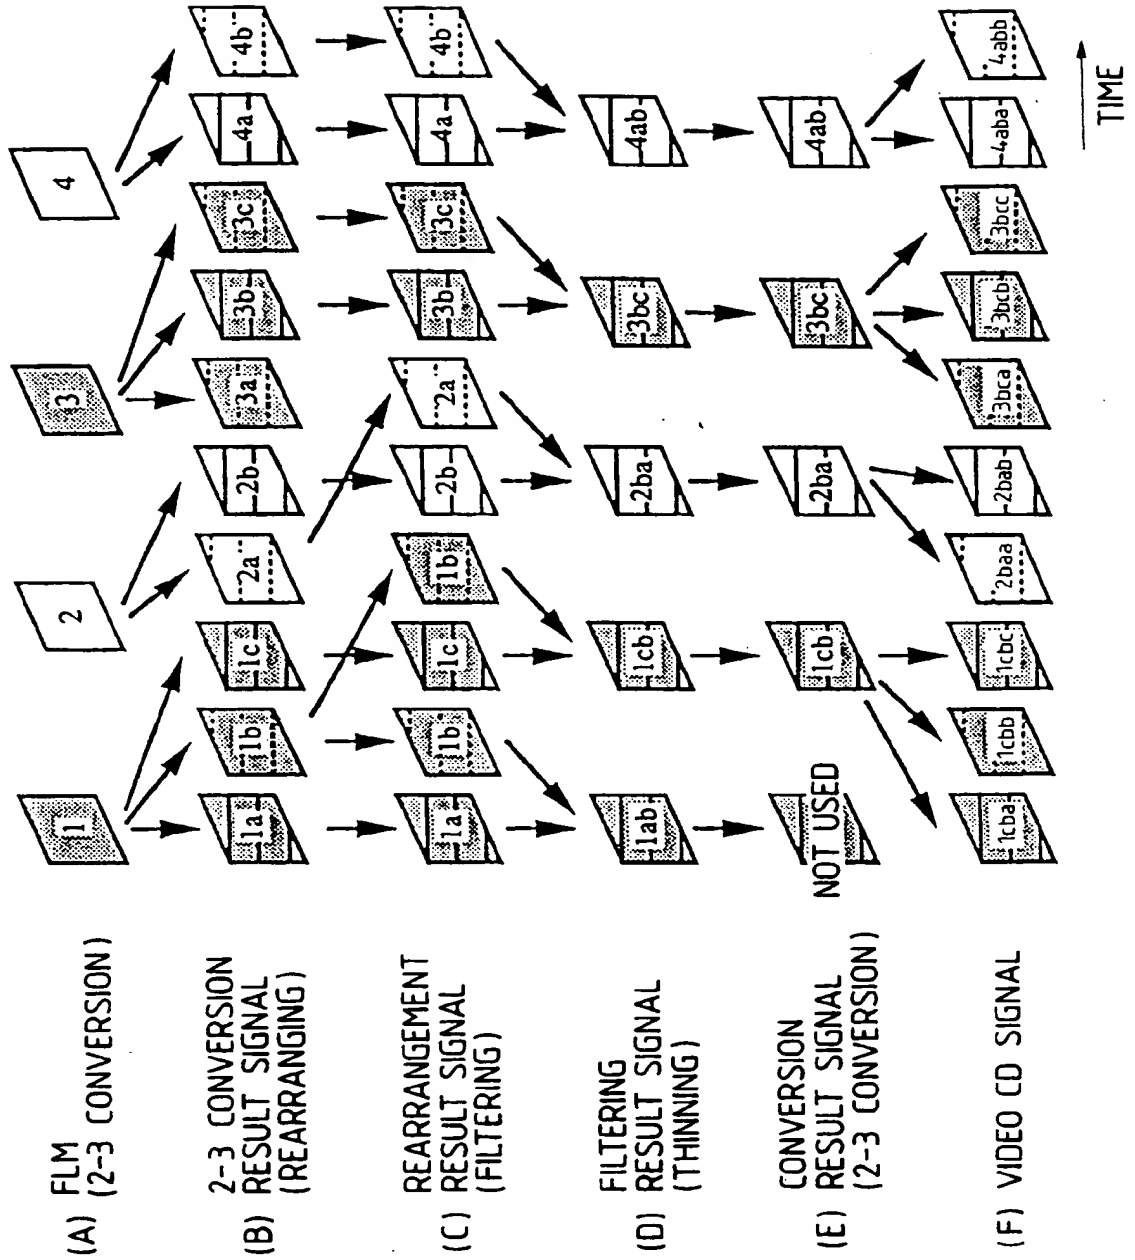 (A) FLM
(2-3 CONVERSION)
1
2
3
4
(B) 2-3 CONVERSION
RESULT SIGNAL
(REARRANGING)
1a
1b
1c
2a
2b
3a
3b
3c
4a
4b
(C) REARRANGEMENT
RESULT SIGNAL
(FILTERING)
1a
1b
1c
1b
2b
2a
3b
3c
4a
4b
(D) FILTERING
RESULT SIGNAL
(THINNING)
1ab
1cb
2ba
3bc
4ab
(E) CONVERSION
RESULT SIGNAL
(2-3 CONVERSION)
NOT USED
1cb
2ba
3bc
4ab
(F) VIDEO CD SIGNAL
1cba
1cbb
1cbc
2baa
2bab
3bca
3bcb
3bcc
4aba
4abb
TIME